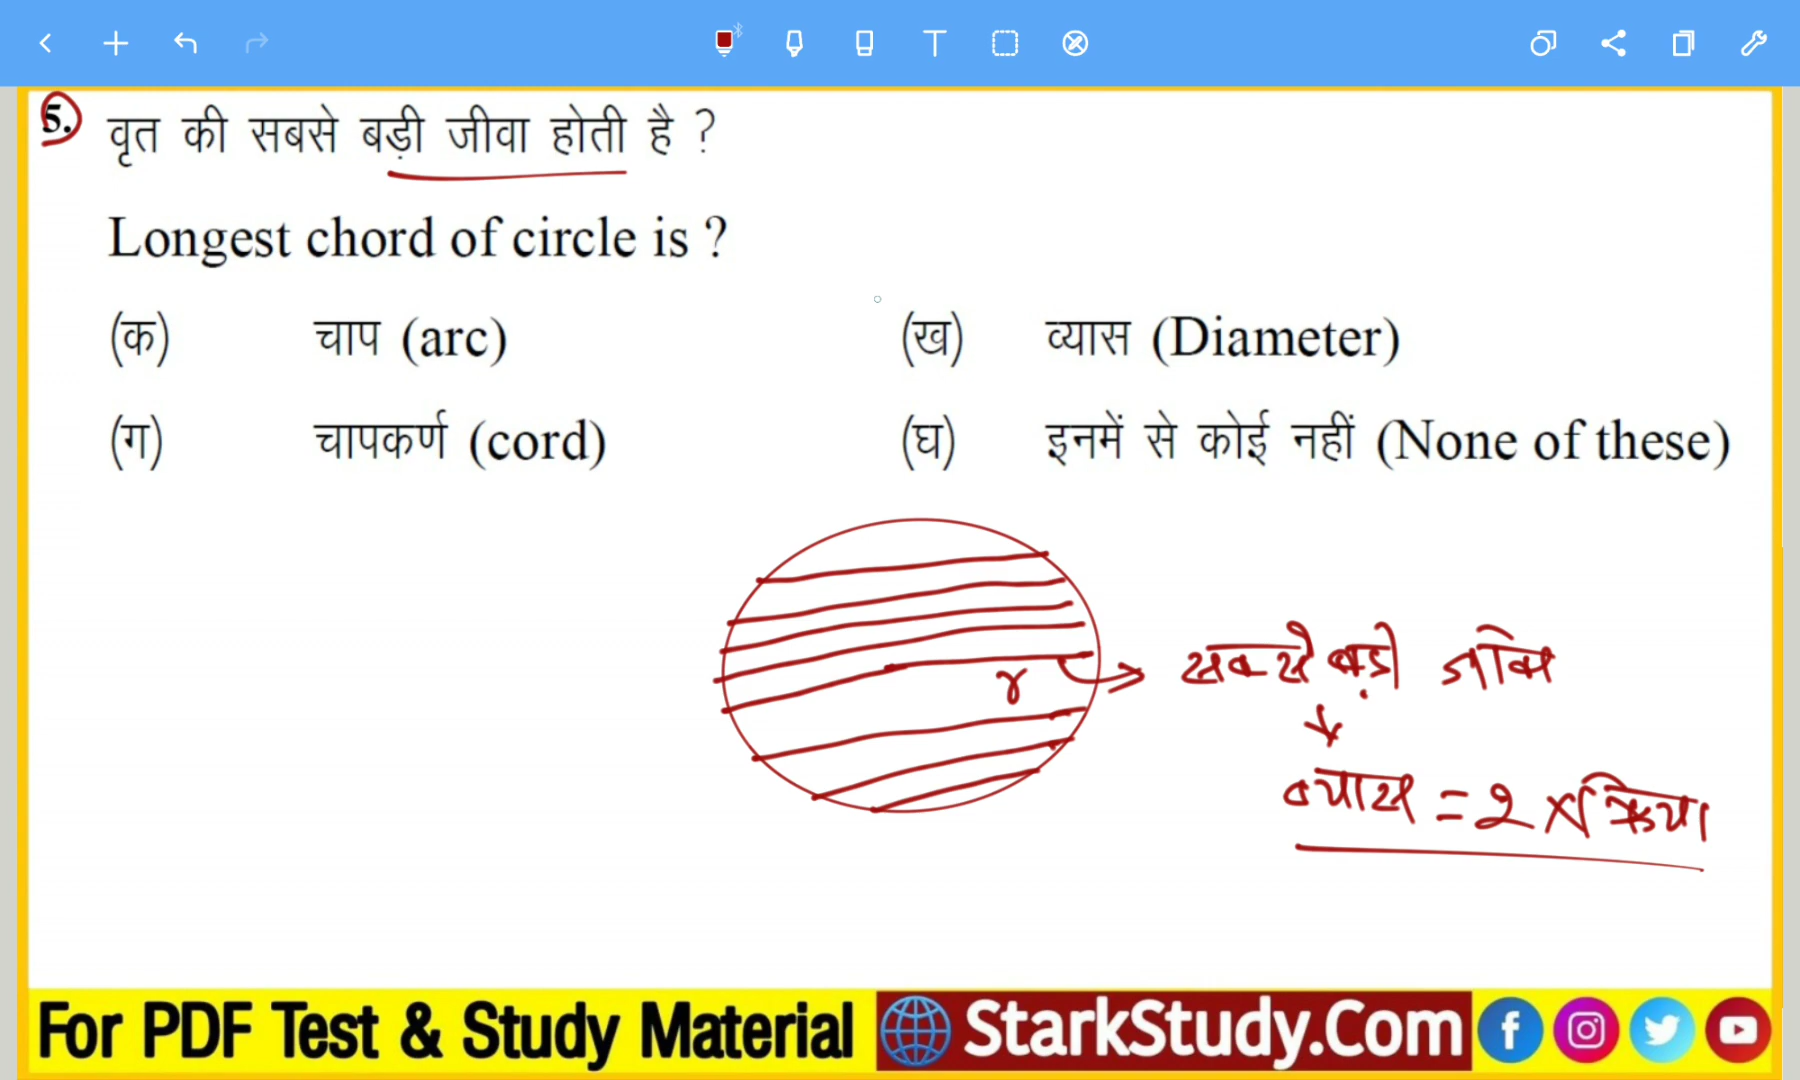 5. वृत की सबसे बड़ी जीवा होती है ?
Longest chord of circle is ?
(क) चाप (arc) (ख) व्यास (Diameter)
(ग) चापकर्ण (cord) (घ) इनमें से कोई नहीं (None of these)
r
सबसे बड़ी जीवा
व्यास = 2 × त्रिज्या
For PDF Test & Study Material StarkStudy.Com